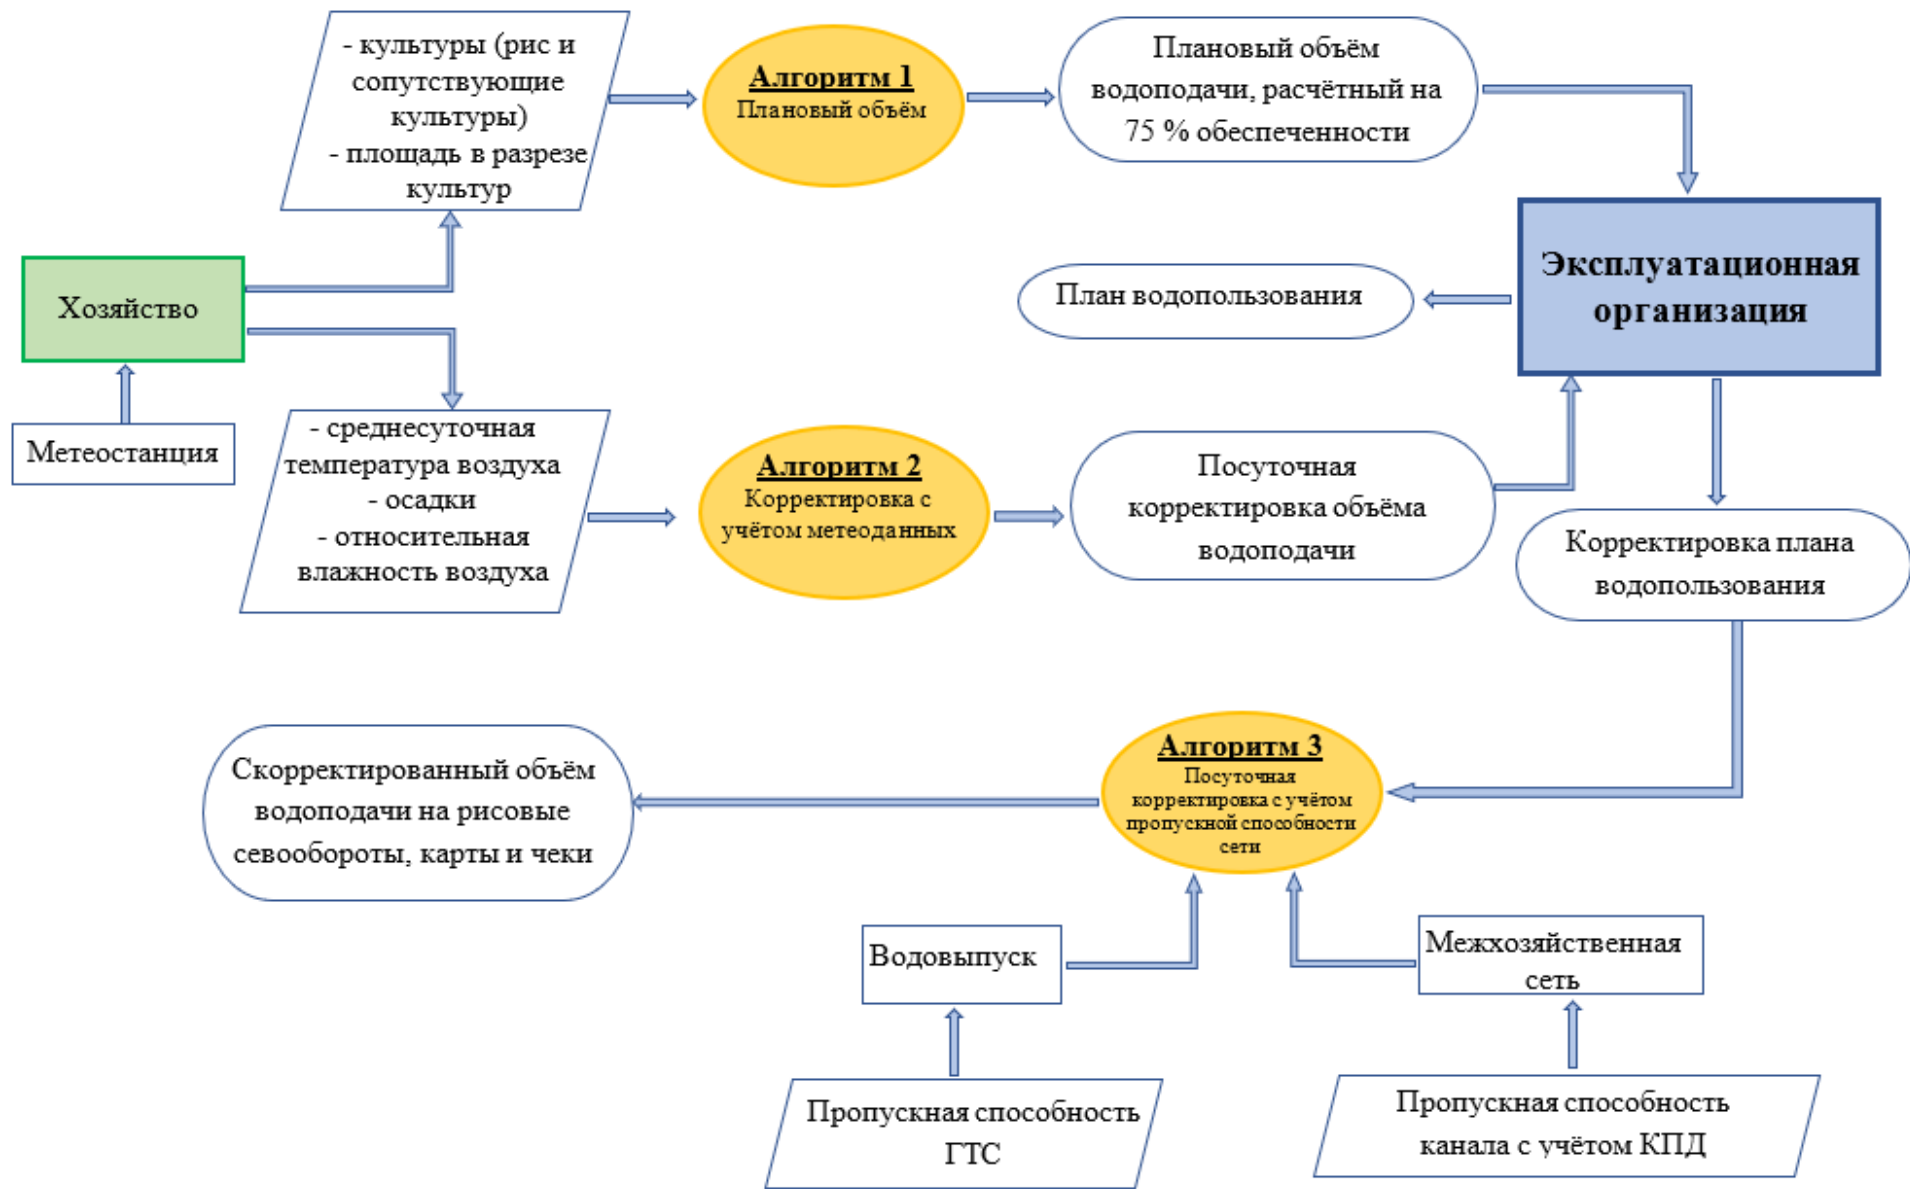 - культуры (рис и
сопутствующие
культуры)
- площадь в разрезе
культур
Алгоритм 1
Плановый объём
Плановый объём
водоподачи, расчётный на
75 % обеспеченности
Хозяйство
План водопользования
Эксплуатационная
организация
Метеостанция
- среднесуточная
температура воздуха
- осадки
- относительная
влажность воздуха
Алгоритм 2
Корректировка с
учётом метеоданных
Посуточная
корректировка объёма
водоподачи
Корректировка плана
водопользования
Скорректированный объём
водоподачи на рисовые
севообороты, карты и чеки
Алгоритм 3
Посуточная
корректировка с учётом
пропускной способности
сети
Водовыпуск
Межхозяйственная
сеть
Пропускная способность
ГТС
Пропускная способность
канала с учётом КПД